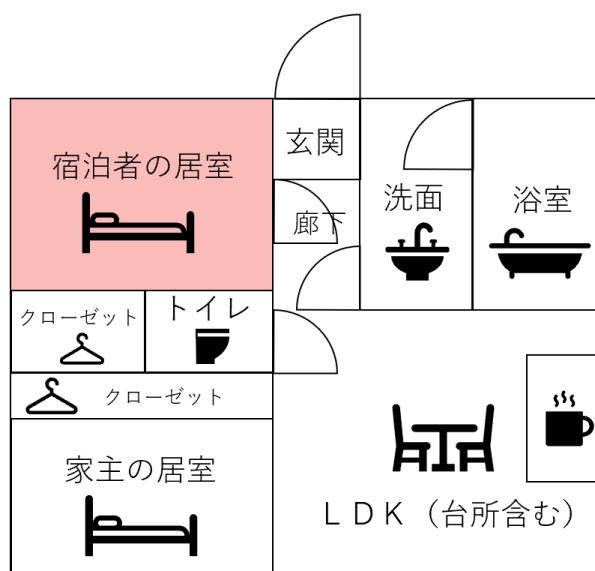 玄関
宿泊者の居室
洗面
浴室
廊下
クローゼット
トイレ
クローゼット
家主の居室
ＬＤＫ（台所含む）